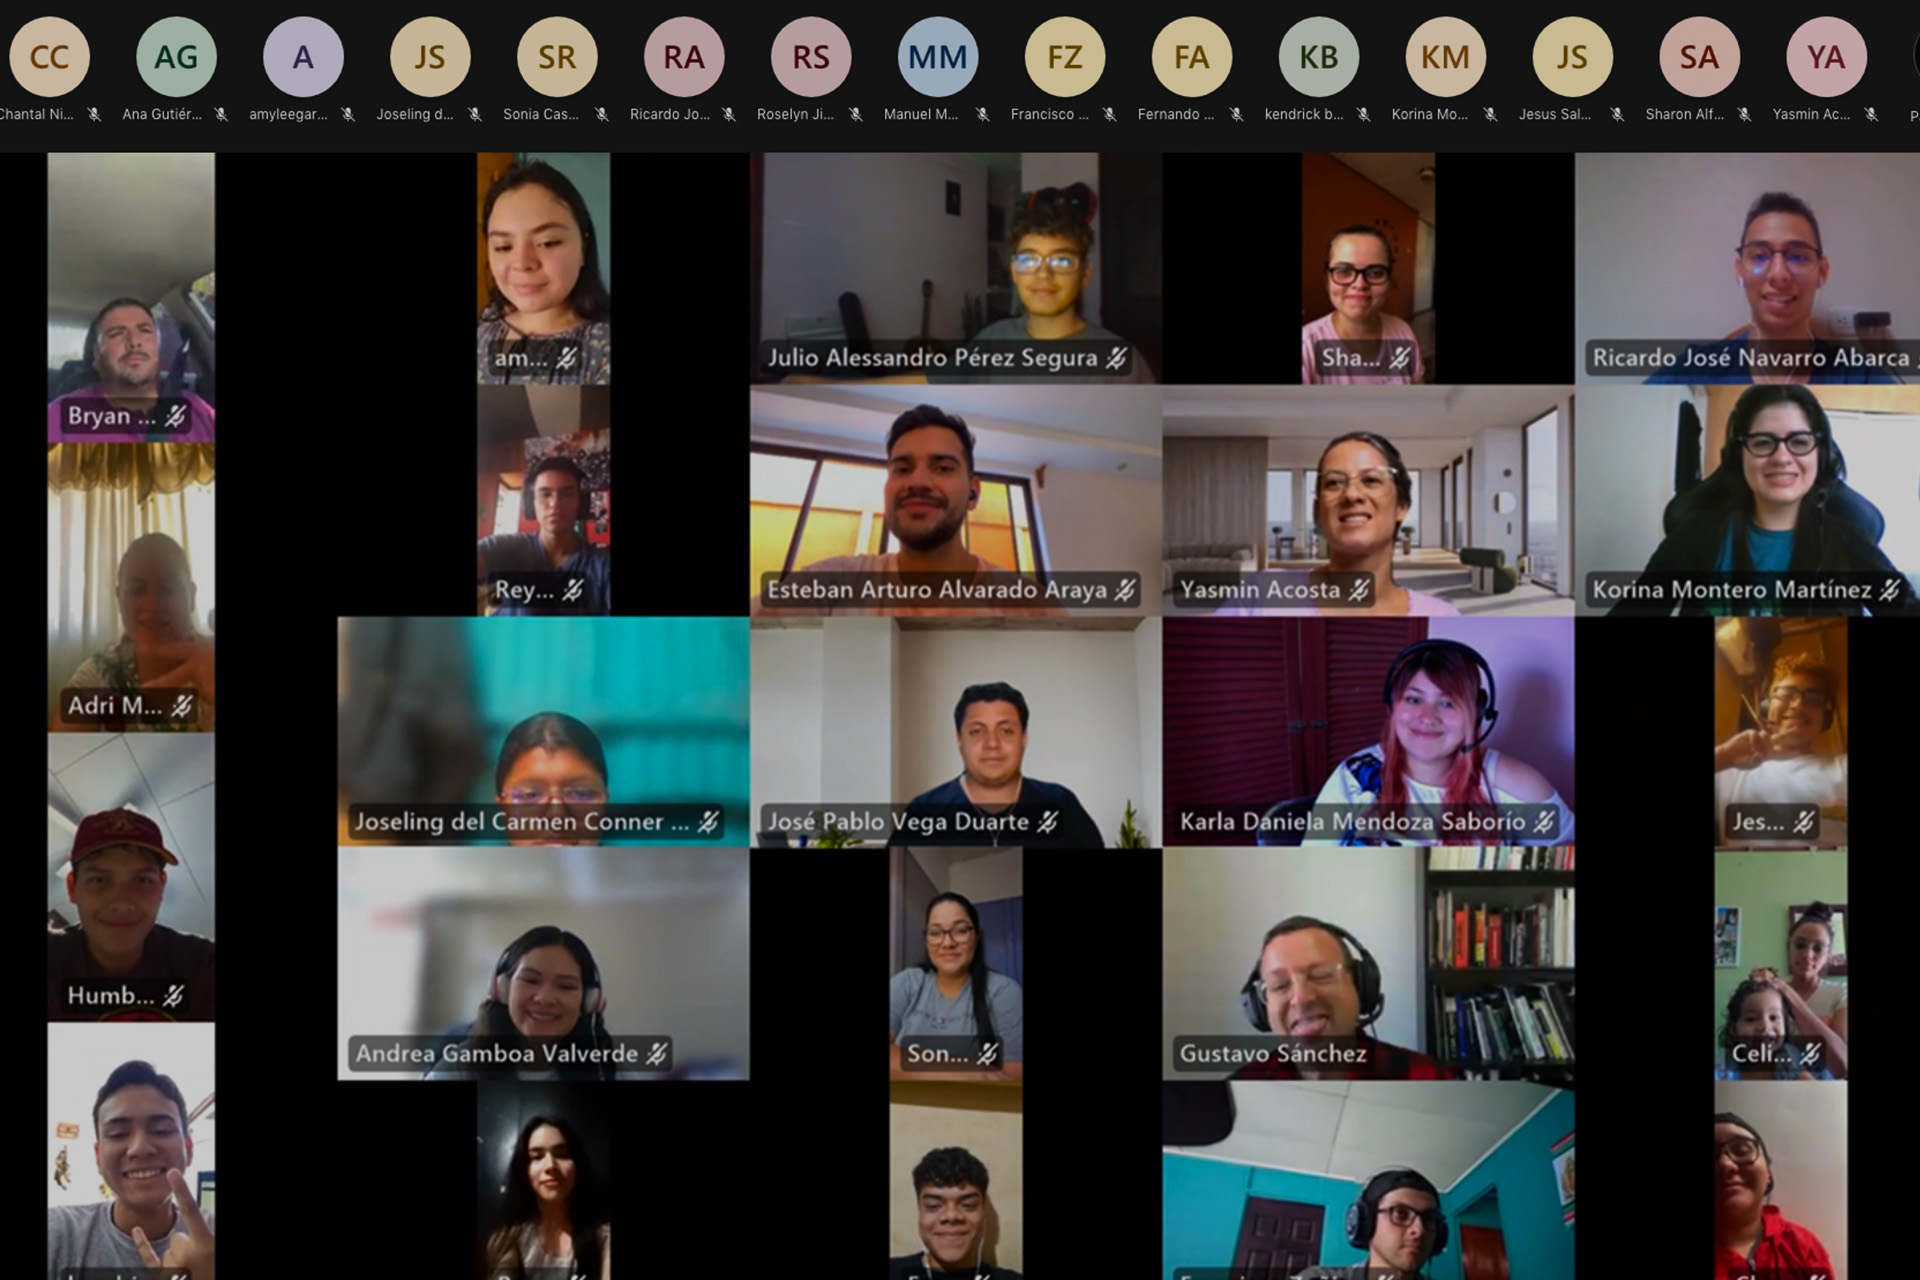 CC AG A JS SR RA RS MM FZ FA KB KM JS SA YA
Chantal Ni... Ana Gutiér... amyleegar... Joseling d... Sonia Cas... Ricardo Jo... Roselyn Ji... Manuel M... Francisco ... Fernando ... kendrick b... Korina Mo... Jesus Sal... Sharon Alf... Yasmin Ac...
am... Julio Alessandro Pérez Segura Sha... Ricardo José Navarro Abarca
Bryan ...
Rey... Esteban Arturo Alvarado Araya Yasmin Acosta Korina Montero Martínez
Adri M...
Joseling del Carmen Conner ... José Pablo Vega Duarte Karla Daniela Mendoza Saborío Jes...
Humb...
Andrea Gamboa Valverde Son... Gustavo Sánchez Celi...